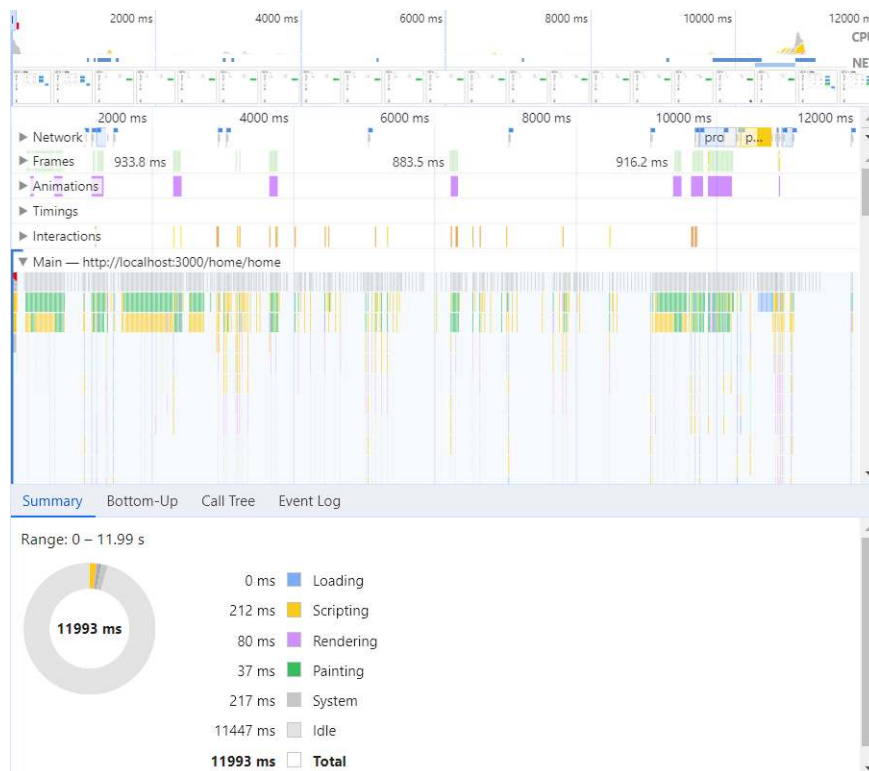 2000 ms 4000 ms 6000 ms 8000 ms 10000 ms 12000 m
CPU
NE
2000 ms 4000 ms 6000 ms 8000 ms 10000 ms 12000 ms
Network pro p...
Frames 933.8 ms 883.5 ms 916.2 ms
Animations
Timings
Interactions
Main — http://localhost:3000/home/home
Summary Bottom-Up Call Tree Event Log
Range: 0 – 11.99 s
11993 ms
0 ms Loading
212 ms Scripting
80 ms Rendering
37 ms Painting
217 ms System
11447 ms Idle
11993 ms Total